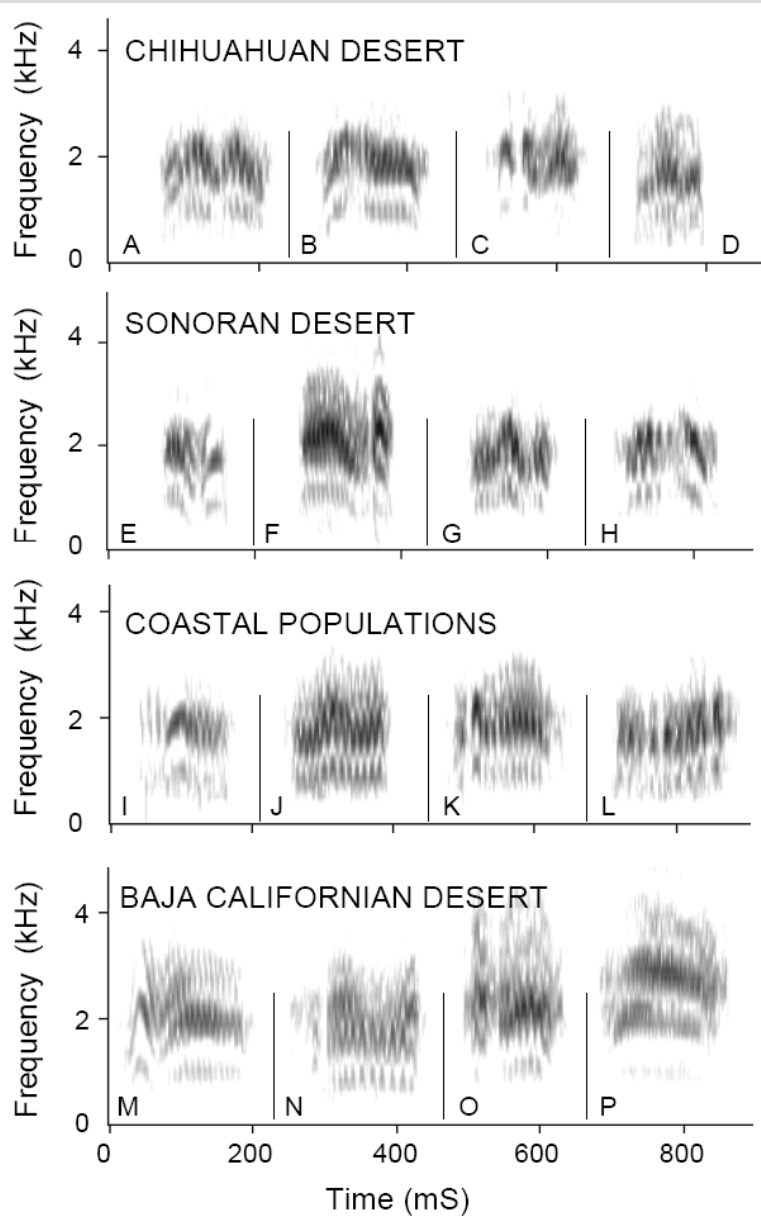 Frequency (kHz)
4
2
0
CHIHUAHUAN DESERT
A
B
C
D
Frequency (kHz)
4
2
0
SONORAN DESERT
E
F
G
H
Frequency (kHz)
4
2
0
COASTAL POPULATIONS
I
J
K
L
Frequency (kHz)
4
2
0
BAJA CALIFORNIAN DESERT
M
N
O
P
0 200 400 600 800
Time (mS)